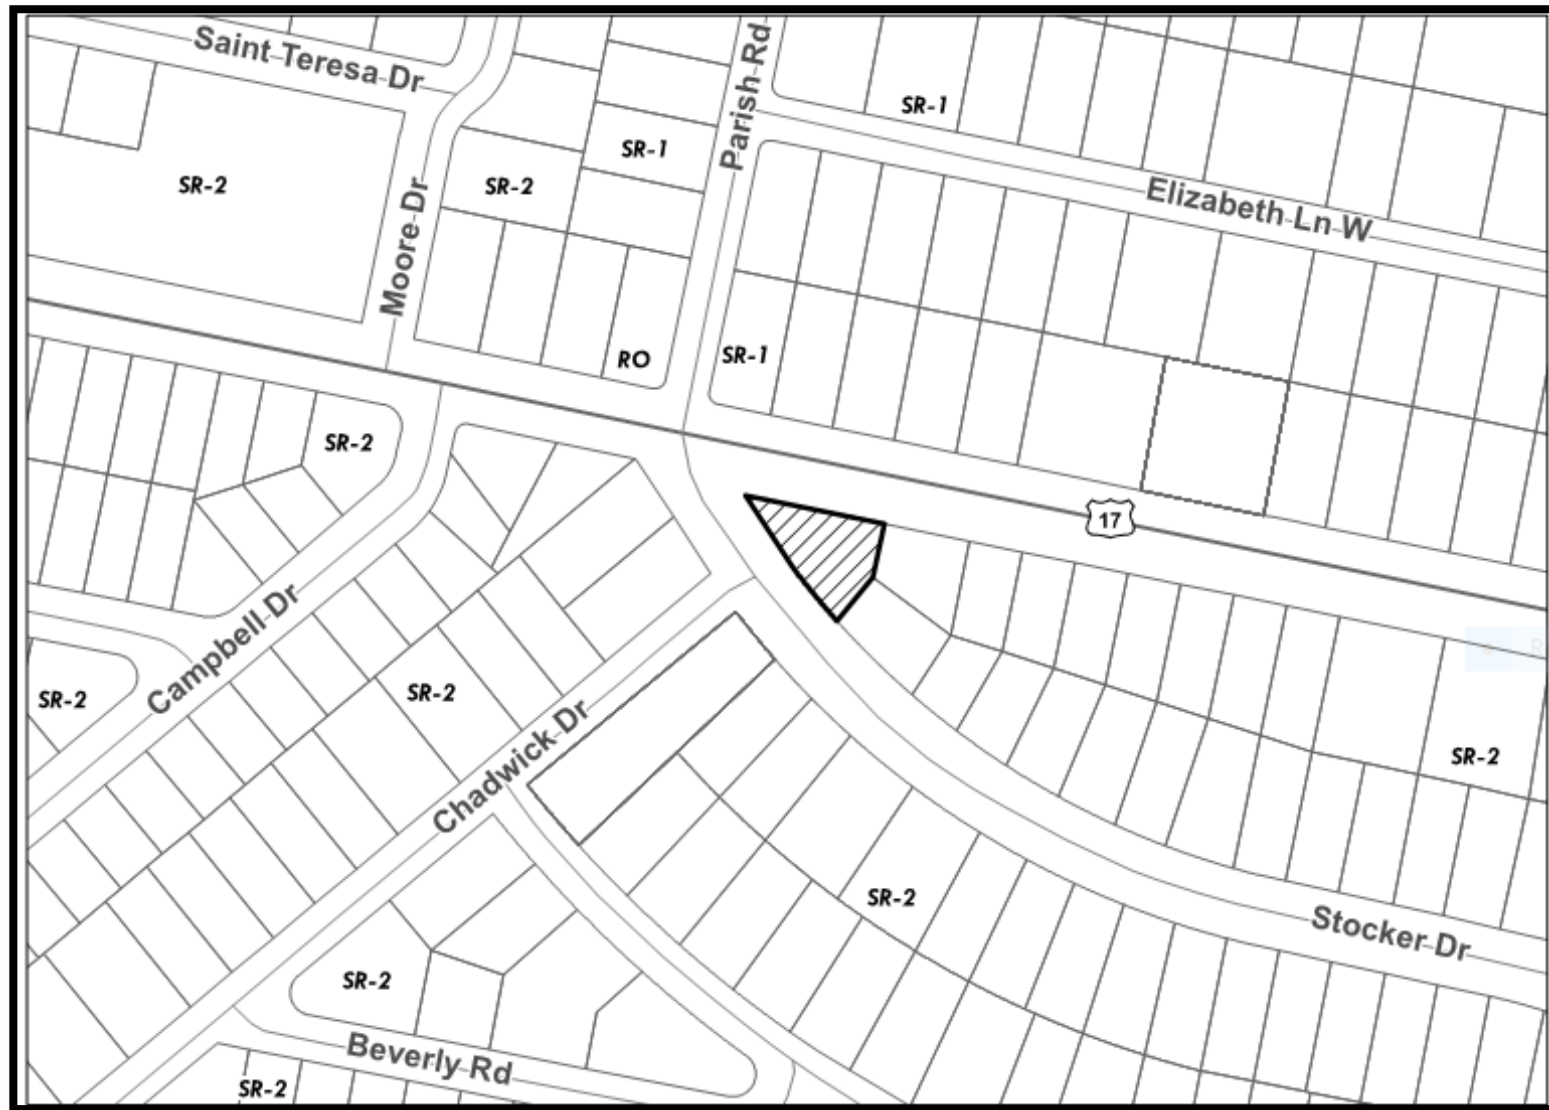 Saint Teresa Dr
Parish Rd
SR-1
SR-1
SR-2
SR-2
Elizabeth Ln W
Moore Dr
RO
SR-1
SR-2
17
Campbell Dr
SR-2
SR-2
Chadwick Dr
SR-2
SR-2
Stocker Dr
SR-2
Beverly Rd
SR-2